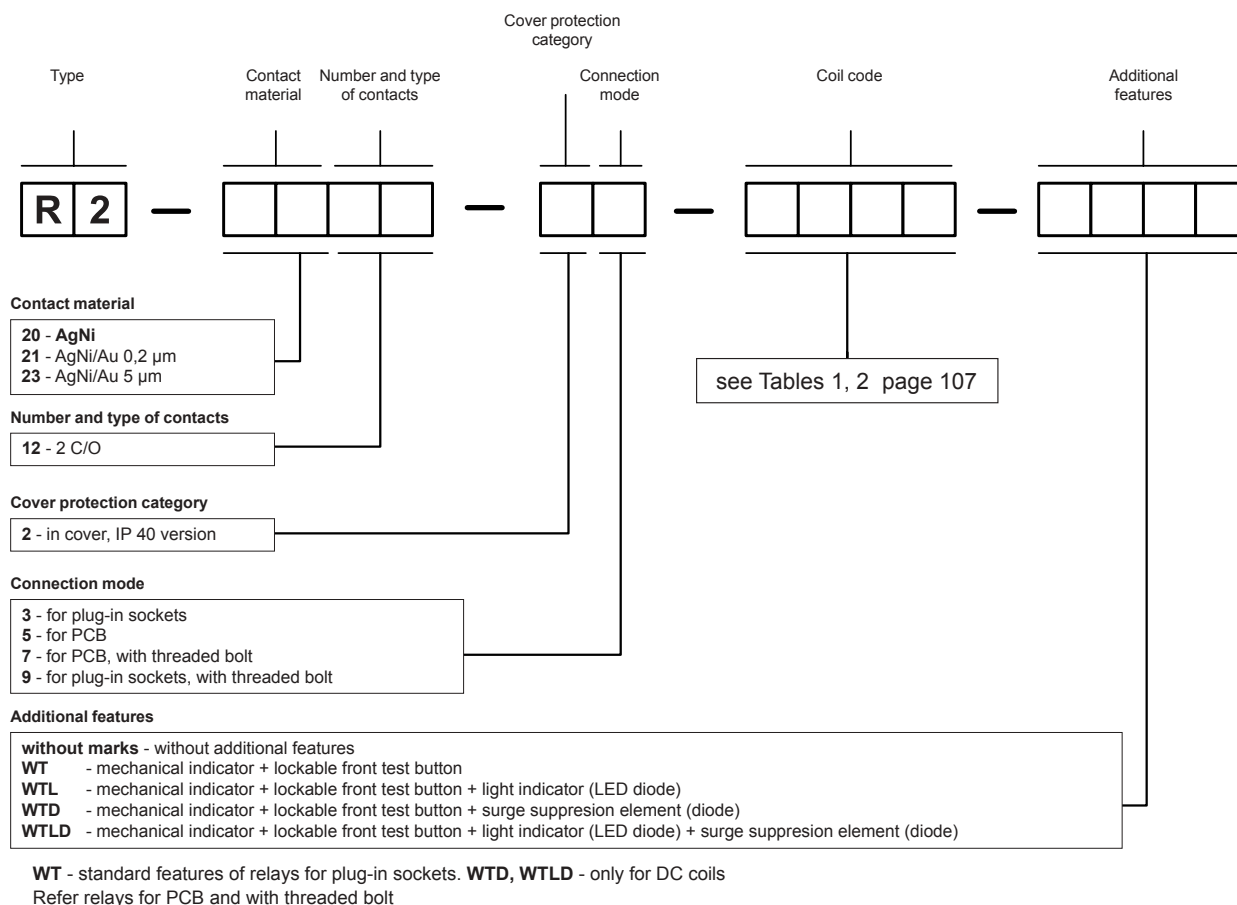 Cover protection
category
Type
Contact
material
Number and type
of contacts
Connection
mode
Coil code
Additional
features
R 2 — — — —
Contact material
20 - AgNi
21 - AgNi/Au 0,2 µm
23 - AgNi/Au 5 µm
see Tables 1, 2 page 107
Number and type of contacts
12 - 2 C/O
Cover protection category
2 - in cover, IP 40 version
Connection mode
3 - for plug-in sockets
5 - for PCB
7 - for PCB, with threaded bolt
9 - for plug-in sockets, with threaded bolt
Additional features
without marks - without additional features
WT - mechanical indicator + lockable front test button
WTL - mechanical indicator + lockable front test button + light indicator (LED diode)
WTD - mechanical indicator + lockable front test button + surge suppresion element (diode)
WTLD - mechanical indicator + lockable front test button + light indicator (LED diode) + surge suppresion element (diode)
WT - standard features of relays for plug-in sockets. WTD, WTLD - only for DC coils
Refer relays for PCB and with threaded bolt